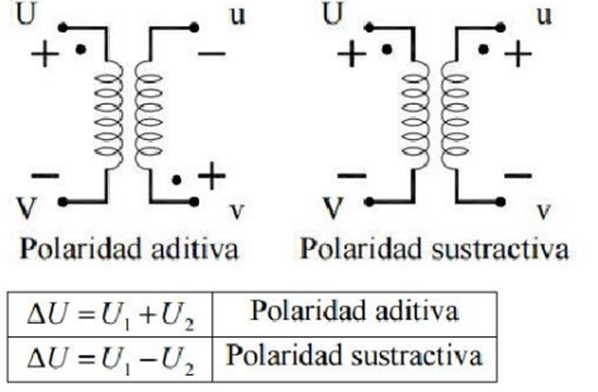 U u U u
+ − + +
− + − −
V v V v
Polaridad aditiva Polaridad sustractiva
ΔU = U₁ + U₂ Polaridad aditiva
ΔU = U₁ − U₂ Polaridad sustractiva